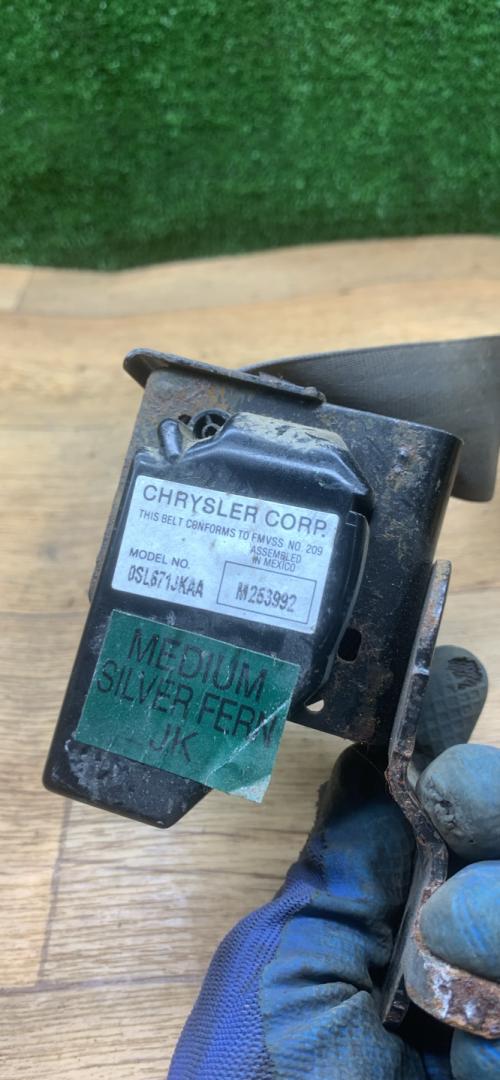 CHRYSLER CORP.
THIS BELT CONFORMS TO FMVSS NO. 209
ASSEMBLED
IN MEXICO
MODEL NO.
0SL671JKAA
M253992
MEDIUM
SILVER FERN
JK